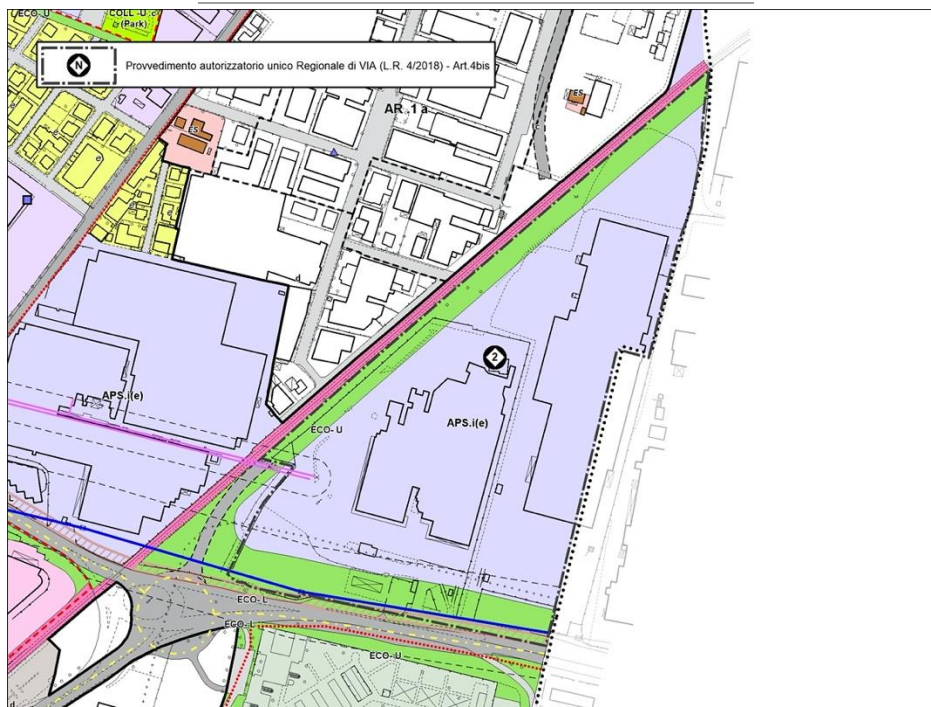 ECO- U
COLL -U .c
(Park)
N
Provvedimento autorizzatorio unico Regionale di VIA (L.R. 4/2018) - Art.4bis
ES
AR .1 a
ES
e
d
2
APS.i(e)
APS.i(e)
ECO- U
ECO- L
ECO- L
ECO- U
d